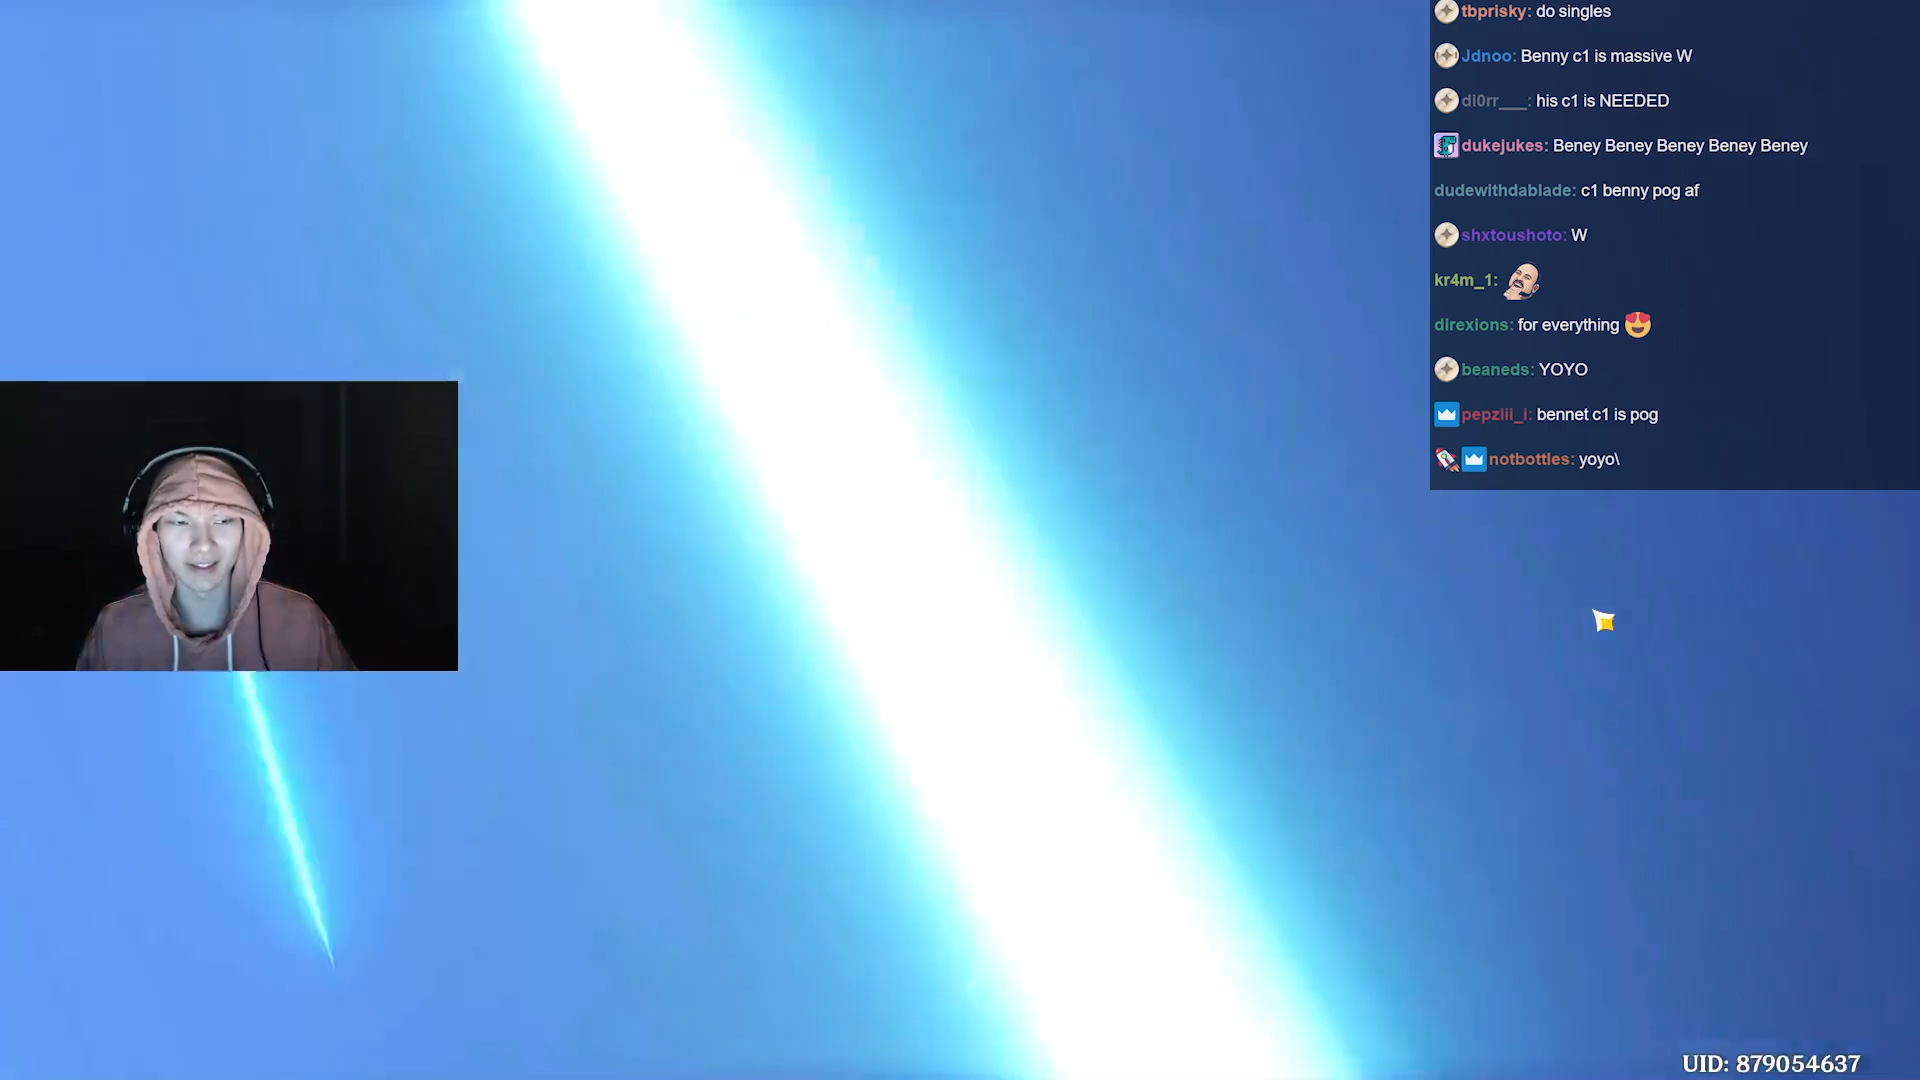 tbprisky: do singles
Jdnoo: Benny c1 is massive W
di0rr___: his c1 is NEEDED
dukejukes: Beney Beney Beney Beney Beney
dudewithdablade: c1 benny pog af
shxtoushoto: W
kr4m_1:
direxions: for everything 😍
beaneds: YOYO
pepziii_i: bennet c1 is pog
notbottles: yoyo\
UID: 879054637